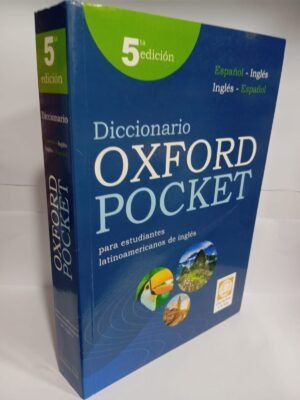 5ta
edición
Español - Inglés
Inglés - Español
Diccionario
OXFORD
POCKET
para estudiantes
latinoamericanos de inglés
5ta
edición
Diccionario
OXFORD
POCKET